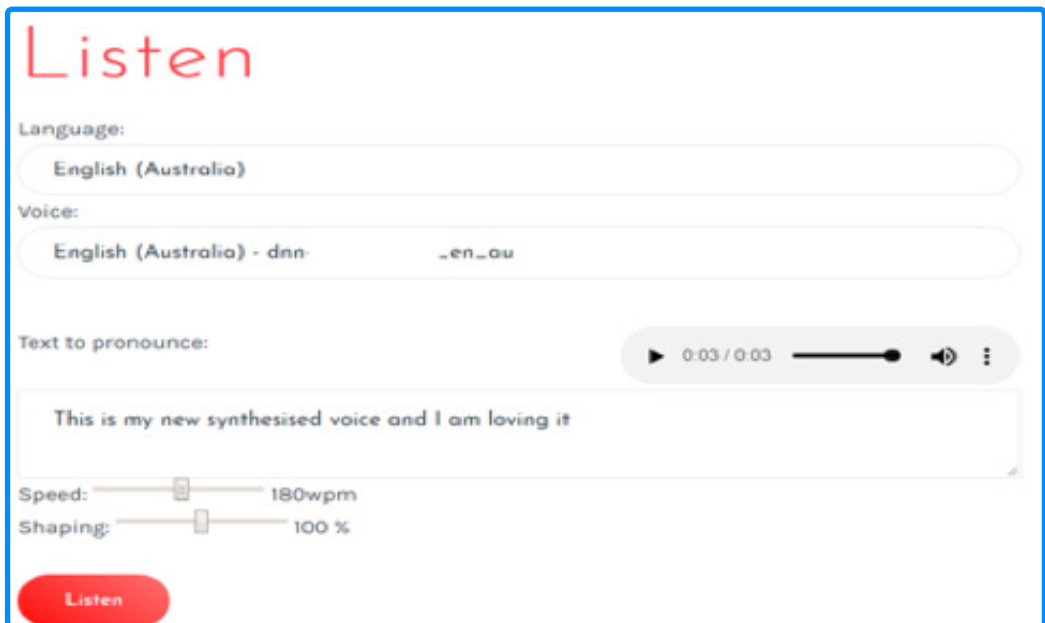 Listen
Language:
English (Australia)
Voice:
English (Australia) - dnn- _en_au
Text to pronounce:
0:03 / 0:03
This is my new synthesised voice and I am loving it
Speed: 180wpm
Shaping: 100 %
Listen